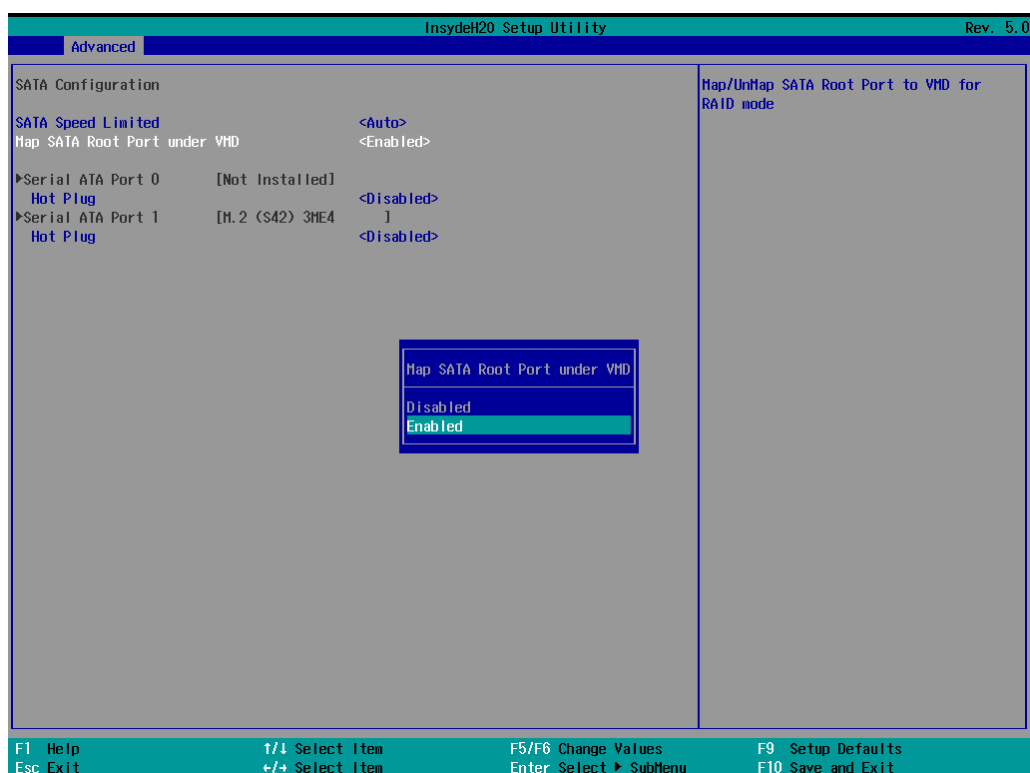 InsydeH20 Setup Utility Rev. 5.0
Advanced
SATA Configuration
SATA Speed Limited <Auto>
Map SATA Root Port under VMD <Enabled>
▶Serial ATA Port 0 [Not Installed]
Hot Plug <Disabled>
▶Serial ATA Port 1 [M.2 (S42) 3ME4 ]
Hot Plug <Disabled>
Map/UnMap SATA Root Port to VMD for
RAID mode
Map SATA Root Port under VMD
Disabled
Enabled
F1 Help ↑/↓ Select Item F5/F6 Change Values F9 Setup Defaults
Esc Exit ←/→ Select Item Enter Select ▶ SubMenu F10 Save and Exit